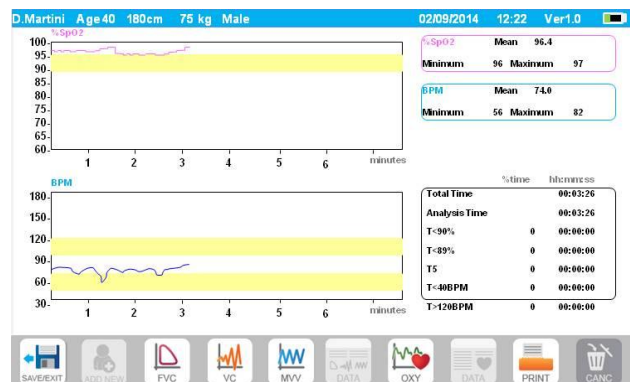 D.Martini Age40 180cm 75 kg Male 02/09/2014 12:22 Ver1.0
%SpO2
100
95
90
85
80
75
70
65
60
1 2 3 4 5 6 minutes
%SpO2 Mean 96.4
Minimum 96 Maximum 97
BPM Mean 74.0
Minimum 56 Maximum 82
BPM
180
150
120
90
60
30
1 2 3 4 5 6 minutes
%time hh:mm:ss
Total Time 00:03:26
Analysis Time 00:03:26
T<90% 0 00:00:00
T<89% 0 00:00:00
T5 0 00:00:00
T<40BPM 0 00:00:00
T>120BPM 0 00:00:00
SAVE/EXIT ADD NEW FVC VC MVV DATA OXY DATA PRINT CANC